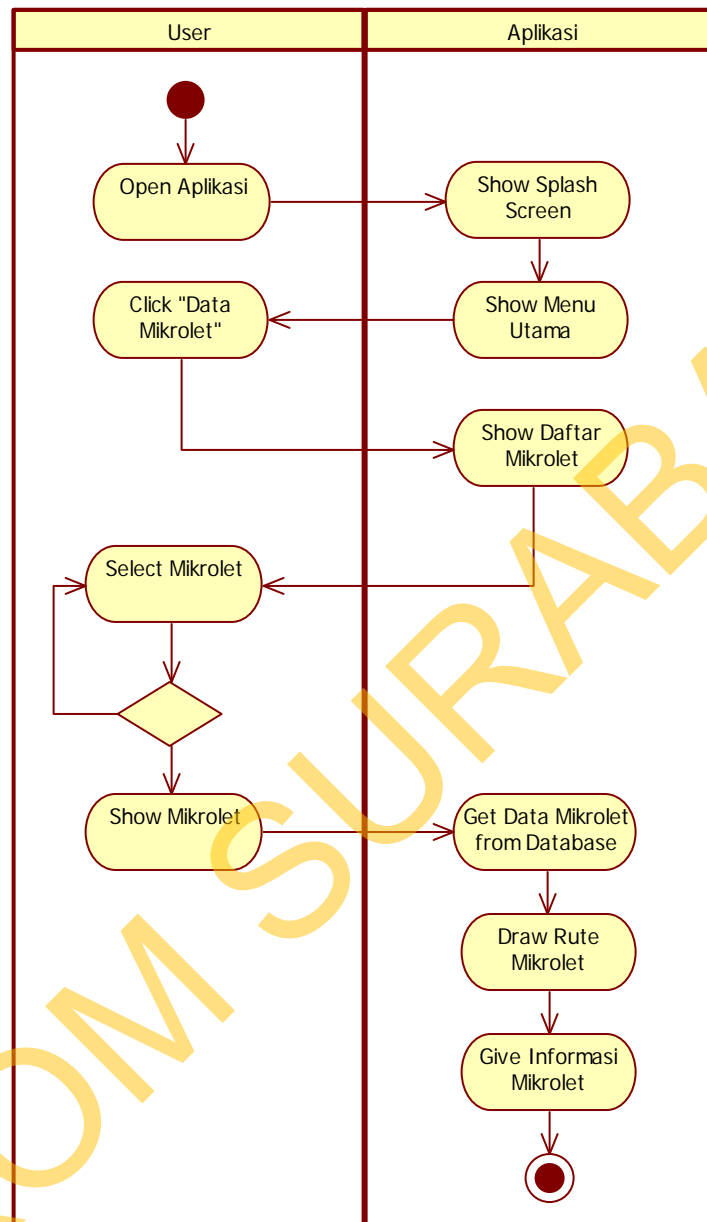 User
Aplikasi
Open Aplikasi
Show Splash
Screen
Click "Data
Mikrolet"
Show Menu
Utama
Show Daftar
Mikrolet
Select Mikrolet
Show Mikrolet
Get Data Mikrolet
from Database
Draw Rute
Mikrolet
Give Informasi
Mikrolet
OM SURABA